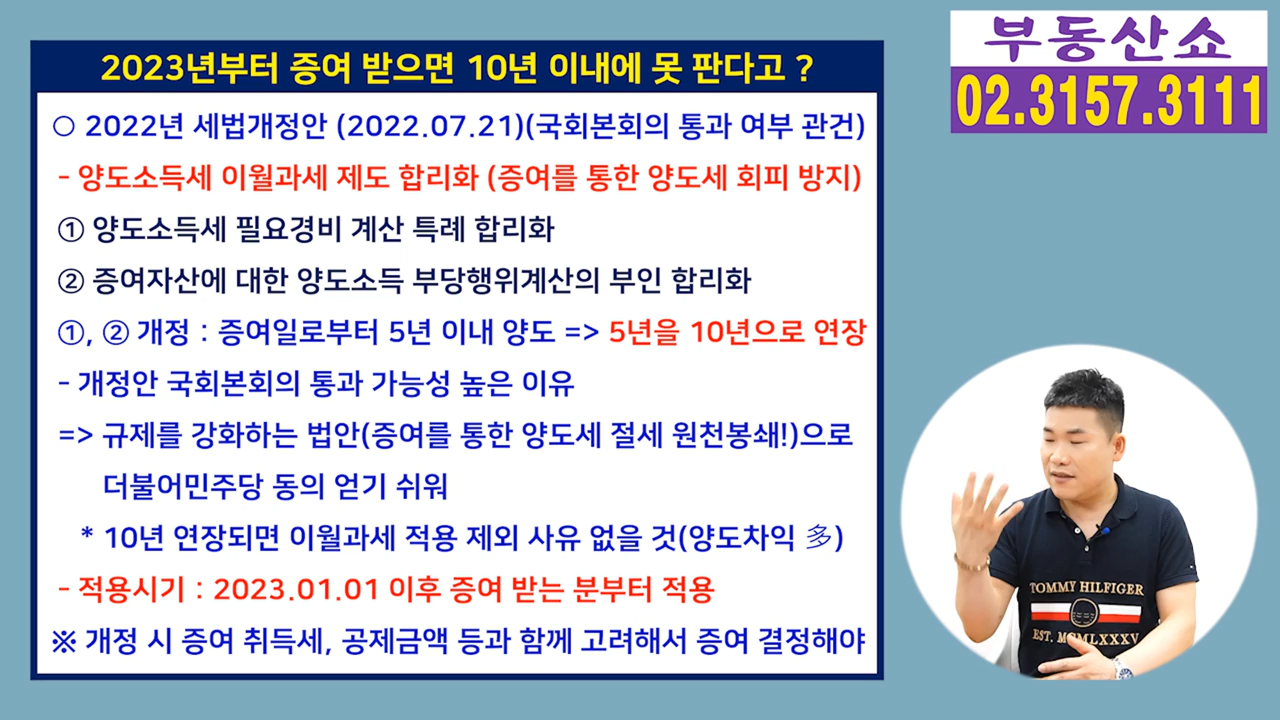 2023년부터 증여 받으면 10년 이내에 못 판다고 ?
○ 2022년 세법개정안 (2022.07.21)(국회본회의 통과 여부 관건)
- 양도소득세 이월과세 제도 합리화 (증여를 통한 양도세 회피 방지)
① 양도소득세 필요경비 계산 특례 합리화
② 증여자산에 대한 양도소득 부당행위계산의 부인 합리화
①, ② 개정 : 증여일로부터 5년 이내 양도 => 5년을 10년으로 연장
- 개정안 국회본회의 통과 가능성 높은 이유
=> 규제를 강화하는 법안(증여를 통한 양도세 절세 원천봉쇄!)으로
더불어민주당 동의 얻기 쉬워
* 10년 연장되면 이월과세 적용 제외 사유 없을 것(양도차익 多)
- 적용시기 : 2023.01.01 이후 증여 받는 분부터 적용
※ 개정 시 증여 취득세, 공제금액 등과 함께 고려해서 증여 결정해야
부동산쇼
02.3157.3111
TOMMY HILFIGER
EST. MCMLXXXV